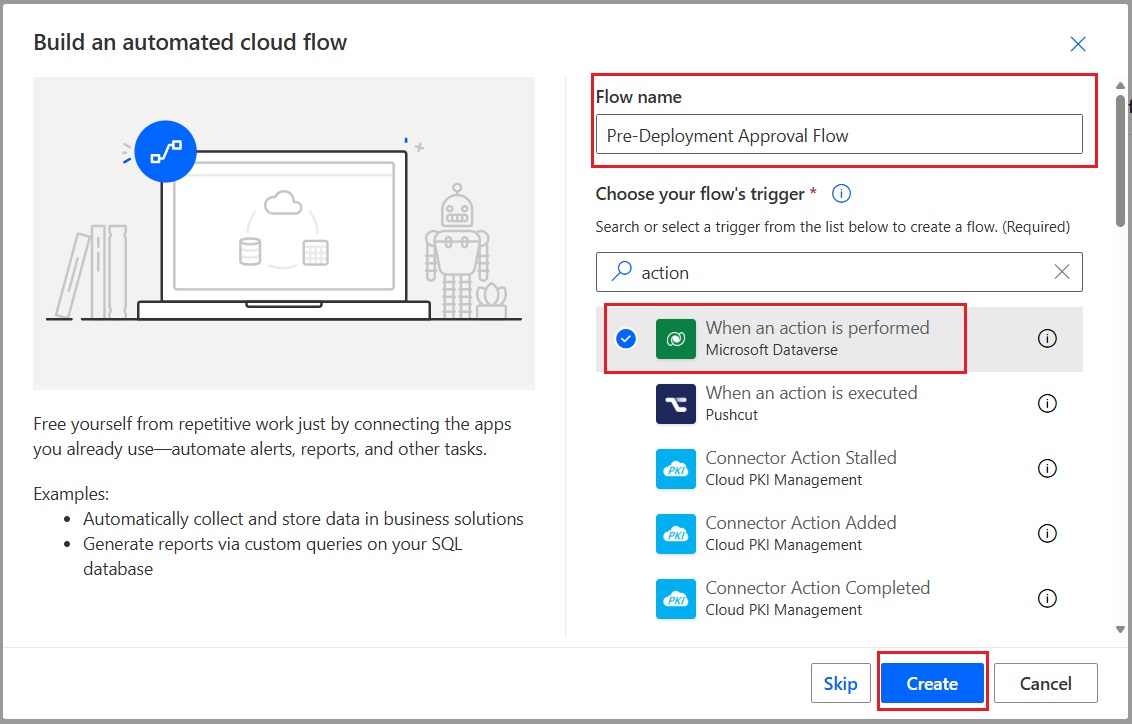 Build an automated cloud flow
Free yourself from repetitive work just by connecting the apps
you already use—automate alerts, reports, and other tasks.
Examples:
• Automatically collect and store data in business solutions
• Generate reports via custom queries on your SQL
database
Flow name
Pre-Deployment Approval Flow
Choose your flow's trigger *
Search or select a trigger from the list below to create a flow. (Required)
action
When an action is performed
Microsoft Dataverse
When an action is executed
Pushcut
PKI
Connector Action Stalled
Cloud PKI Management
PKI
Connector Action Added
Cloud PKI Management
PKI
Connector Action Completed
Cloud PKI Management
Skip
Create
Cancel